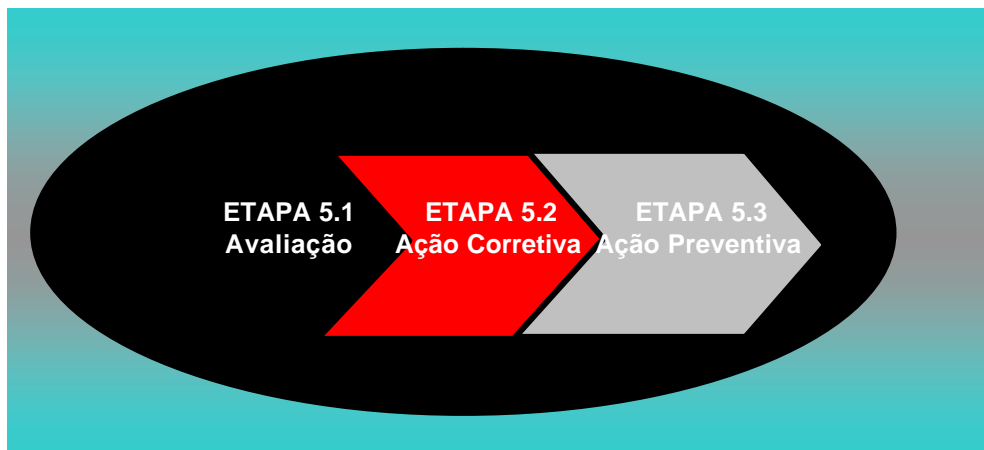 ETAPA 5.1
Avaliação
ETAPA 5.2
Ação Corretiva
ETAPA 5.3
Ação Preventiva